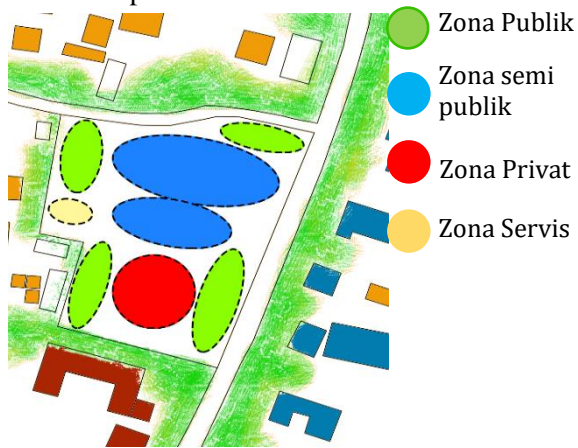 Zona Publik
Zona semi
publik
Zona Privat
Zona Servis